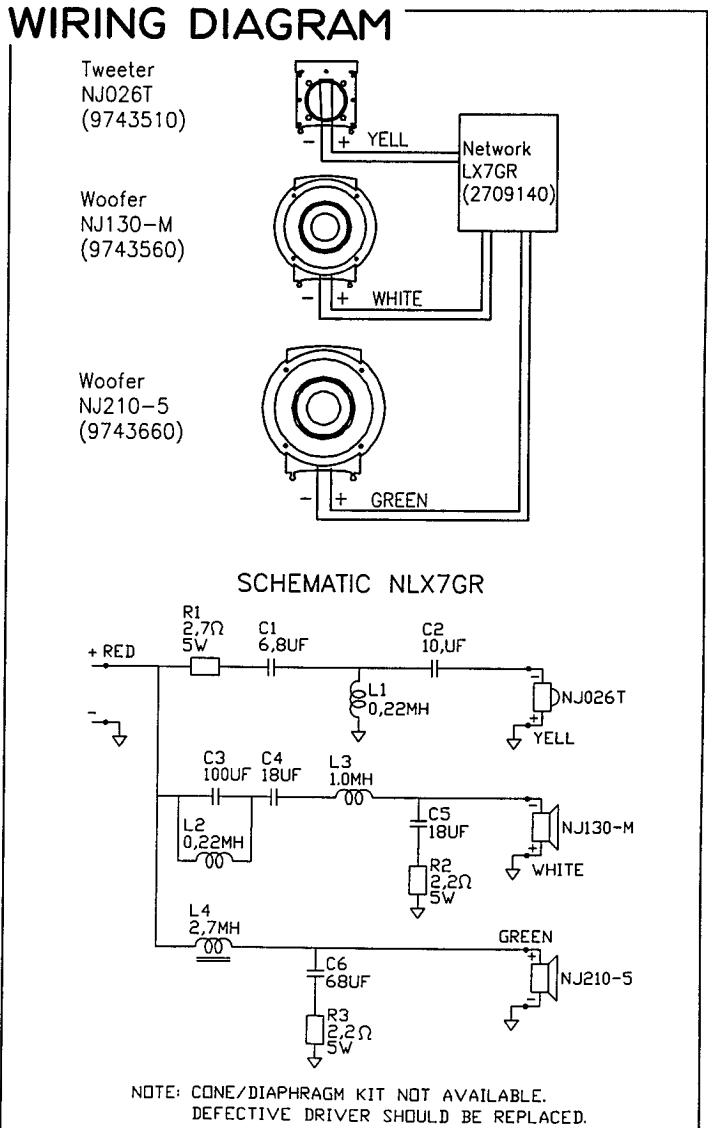 WIRING DIAGRAM
Tweeter
NJ026T
(9743510)
- + YELL
Network
LX7GR
(2709140)
Woofer
NJ130-M
(9743560)
- + WHITE
Woofer
NJ210-5
(9743660)
- + GREEN
SCHEMATIC NLX7GR
R1
2,7Ω
5W
C1
6,8UF
C2
10,UF
+ RED
-
L1
0,22MH
-
NJ026T
+
YELL
C3
100UF
C4
18UF
L3
1.0MH
L2
0,22MH
C5
18UF
R2
2,2Ω
5W
-
NJ130-M
+
WHITE
L4
2,7MH
GREEN
C6
68UF
R3
2,2Ω
5W
+
NJ210-5
-
NOTE: CONE/DIAPHRAGM KIT NOT AVAILABLE.
DEFECTIVE DRIVER SHOULD BE REPLACED.